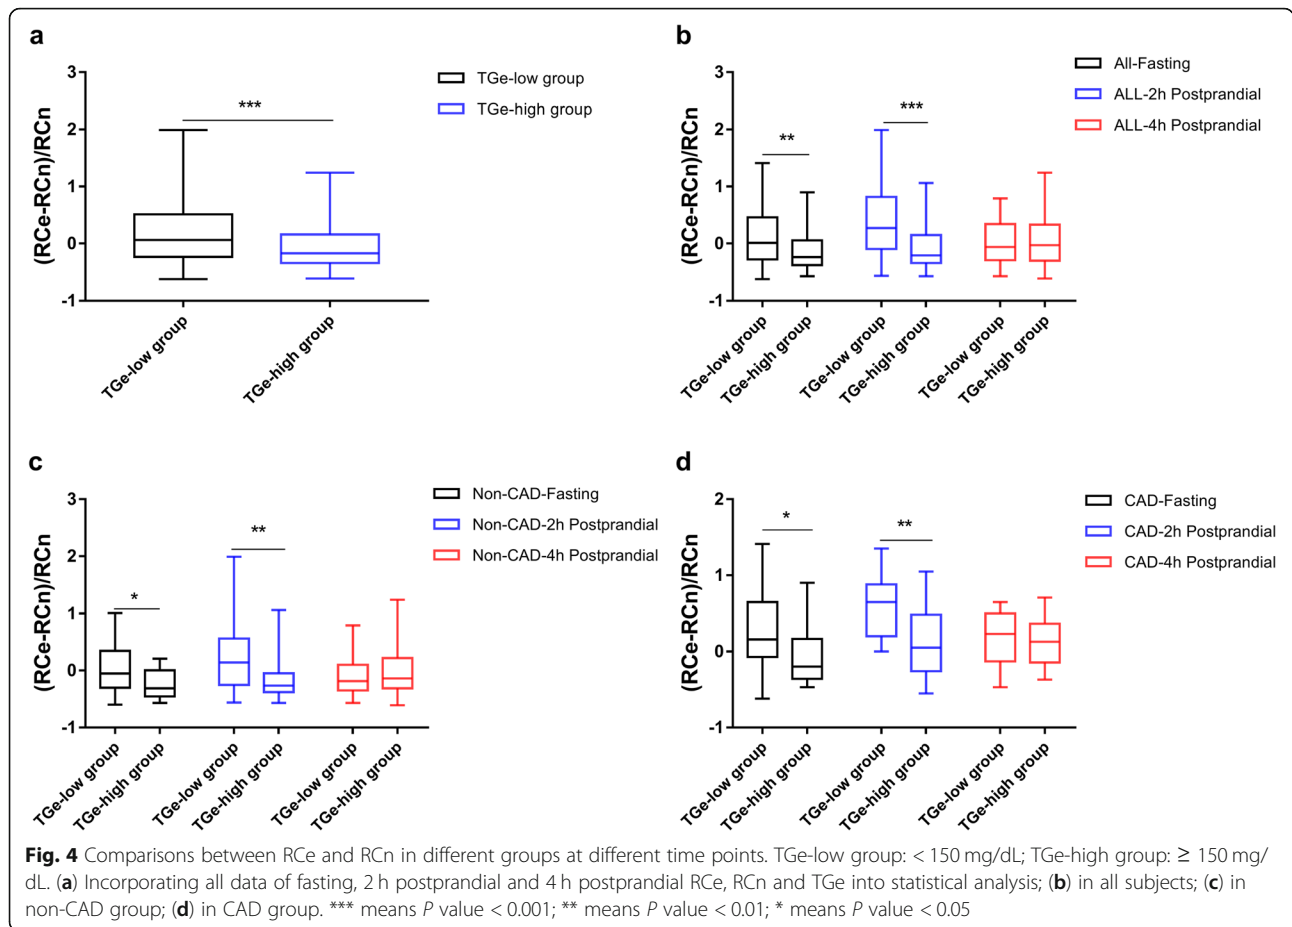 a
(RCe-RCn)/RCn
3
2
1
0
-1
***
TGe-low group
TGe-high group
TGe-low group
TGe-high group
b
(RCe-RCn)/RCn
3
2
1
0
-1
**
***
All-Fasting
ALL-2h Postprandial
ALL-4h Postprandial
TGe-low group
TGe-high group
TGe-low group
TGe-high group
TGe-low group
TGe-high group
c
(RCe-RCn)/RCn
3
2
1
0
-1
*
**
Non-CAD-Fasting
Non-CAD-2h Postprandial
Non-CAD-4h Postprandial
TGe-low group
TGe-high group
TGe-low group
TGe-high group
TGe-low group
TGe-high group
d
(RCe-RCn)/RCn
2
1
0
-1
*
**
CAD-Fasting
CAD-2h Postprandial
CAD-4h Postprandial
TGe-low group
TGe-high group
TGe-low group
TGe-high group
TGe-low group
TGe-high group
Fig. 4 Comparisons between RCe and RCn in different groups at different time points. TGe-low group: < 150 mg/dL; TGe-high group: ≥ 150 mg/
dL. (a) Incorporating all data of fasting, 2 h postprandial and 4 h postprandial RCe, RCn and TGe into statistical analysis; (b) in all subjects; (c) in
non-CAD group; (d) in CAD group. *** means P value < 0.001; ** means P value < 0.01; * means P value < 0.05